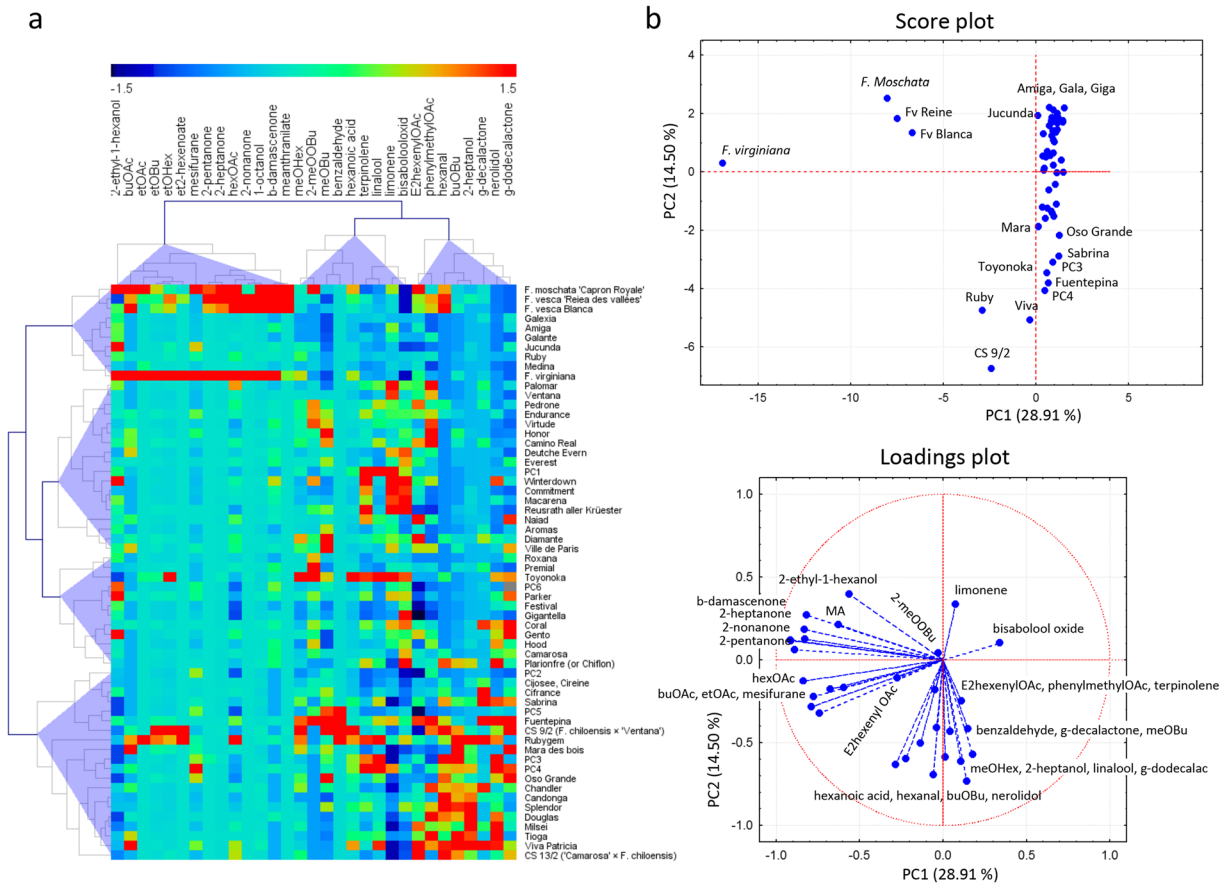 a
-1.5
1.5
2-ethyl-1-hexanol
buOAc
etOAc
etOBu
etOHex
et2-hexenoate
mesifurane
2-pentanone
2-heptanone
hexOAc
2-nonanone
1-octanol
b-damascenone
meanthranilate
meOHex
2-meOOBu
meOBu
benzaldehyde
hexanoic acid
terpinolene
linalool
limonene
bisabolooloxid
E2hexenylOAc
phenylmethylOAc
hexanal
buOBu
2-heptanol
g-decalactone
nerolidol
g-dodecalactone
F. moschata 'Capron Royale'
F. vesca 'Reiea des vallées'
F. vesca Blanca
Galexia
Amiga
Galante
Jucunda
Ruby
Medina
F. virginiana
Palomar
Ventana
Pedrone
Endurance
Virtude
Honor
Camino Real
Deutche Evern
Everest
PC1
Winterdown
Commitment
Macarena
Reusrath aller Krüester
Naiad
Aromas
Diamante
Ville de Paris
Roxana
Premial
Toyonoka
PC6
Parker
Festival
Gigantella
Coral
Gento
Hood
Camarosa
Plarionfre (or Chiflon)
PC2
Cijosee, Cireine
Cifrance
Sabrina
PC5
Fuentepina
CS 9/2 (F. chiloensis × 'Ventana')
Rubygem
Mara des bois
PC3
PC4
Oso Grande
Chandler
Candonga
Splendor
Douglas
Milsei
Tioga
Viva Patricia
CS 13/2 ('Camarosa' × F. chiloensis)
b
Score plot
4
2
0
-2
-4
-6
PC2 (14.50 %)
F. Moschata
Fv Reine
Fv Blanca
F. virginiana
Amiga, Gala, Giga
Jucunda
Mara
Oso Grande
Sabrina
Toyonoka
PC3
Fuentepina
PC4
Ruby
Viva
CS 9/2
-15
-10
-5
0
5
PC1 (28.91 %)
Loadings plot
1.0
0.5
0.0
-0.5
-1.0
PC2 (14.50 %)
2-ethyl-1-hexanol
b-damascenone
2-heptanone
MA
2-nonanone
2-pentanone
2-meOOBu
limonene
bisabolool oxide
hexOAc
buOAc, etOAc, mesifurane
E2hexenyl OAc
E2hexenylOAc, phenylmethylOAc, terpinolene
benzaldehyde, g-decalactone, meOBu
meOHex, 2-heptanol, linalool, g-dodecalac
hexanoic acid, hexanal, buOBu, nerolidol
-1.0
-0.5
0.0
0.5
1.0
PC1 (28.91 %)